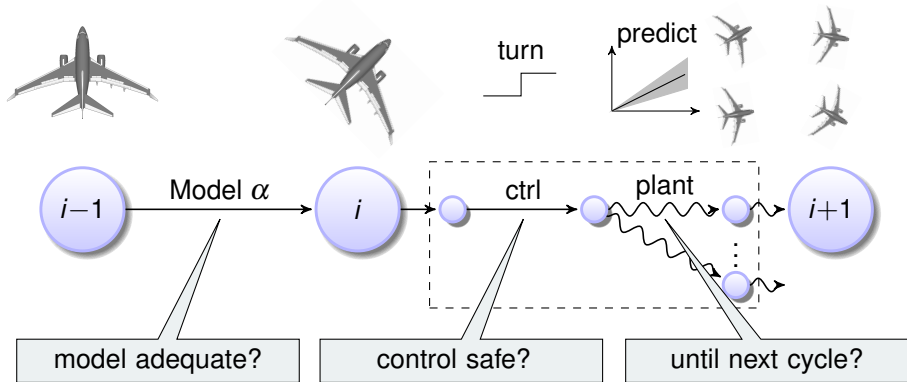 turn
predict
i−1
Model α
i
ctrl
plant
i+1
model adequate?
control safe?
until next cycle?